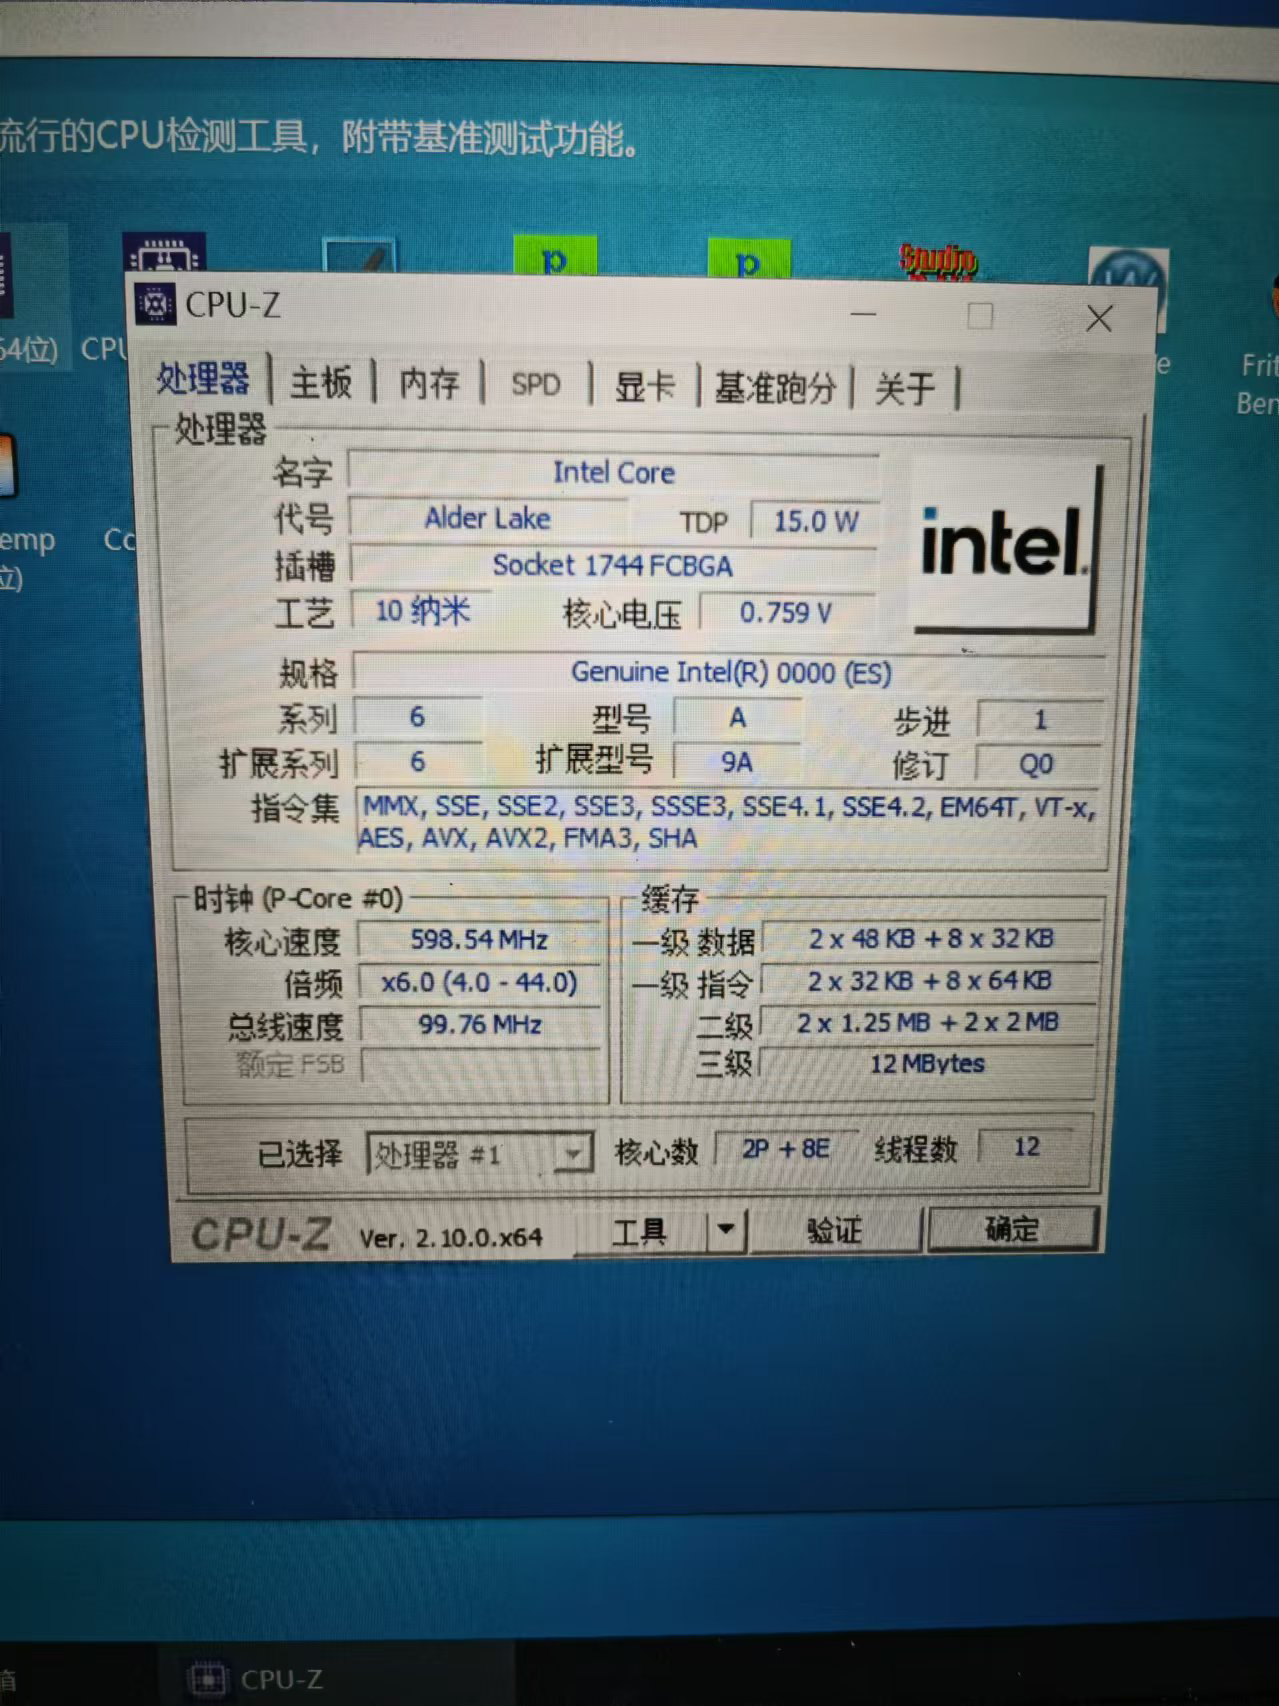 流行的CPU检测工具，附带基准测试功能。
p
p
Studio
W
64位)
CPU
Frit
Ben
emp
位)
Co
CPU-Z
处理器 主板 内存 SPD 显卡 基准跑分 关于
处理器
名字 Intel Core
代号 Alder Lake TDP 15.0 W
intel.
插槽 Socket 1744 FCBGA
工艺 10 纳米 核心电压 0.759 V
规格 Genuine Intel(R) 0000 (ES)
系列 6 型号 A 步进 1
扩展系列 6 扩展型号 9A 修订 Q0
指令集 MMX, SSE, SSE2, SSE3, SSSE3, SSE4.1, SSE4.2, EM64T, VT-x,
AES, AVX, AVX2, FMA3, SHA
时钟 (P-Core #0)
核心速度 598.54 MHz
倍频 x6.0 (4.0 - 44.0)
总线速度 99.76 MHz
额定 FSB
缓存
一级 数据 2 x 48 KB + 8 x 32 KB
一级 指令 2 x 32 KB + 8 x 64 KB
二级 2 x 1.25 MB + 2 x 2 MB
三级 12 MBytes
已选择 处理器 #1 核心数 2P + 8E 线程数 12
CPU-Z Ver. 2.10.0.x64 工具 验证 确定
箱
CPU-Z